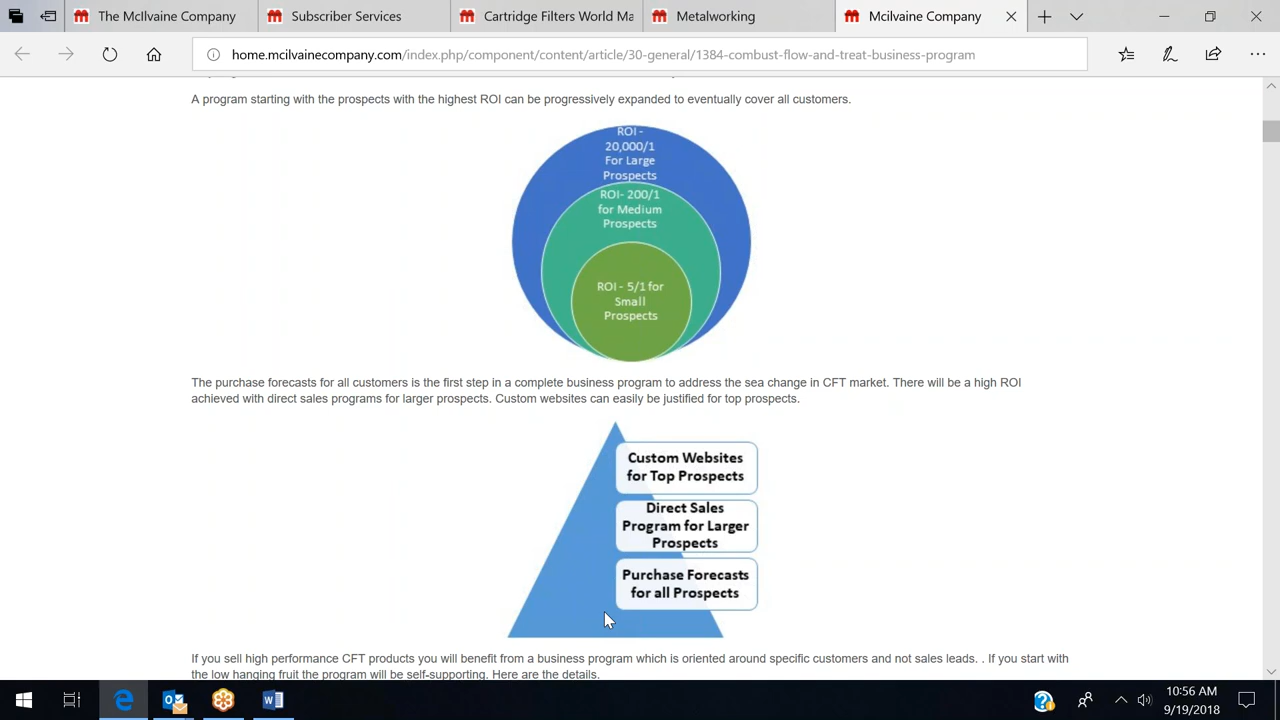 The McIlvaine Company
Subscriber Services
Cartridge Filters World Ma
Metalworking
Mcilvaine Company
home.mcilvainecompany.com/index.php/component/content/article/30-general/1384-combust-flow-and-treat-business-program
A program starting with the prospects with the highest ROI can be progressively expanded to eventually cover all customers.
ROI -
20,000/1
For Large
Prospects
ROI- 200/1
for Medium
Prospects
ROI - 5/1 for
Small
Prospects
The purchase forecasts for all customers is the first step in a complete business program to address the sea change in CFT market. There will be a high ROI
achieved with direct sales programs for larger prospects. Custom websites can easily be justified for top prospects.
Custom Websites
for Top Prospects
Direct Sales
Program for Larger
Prospects
Purchase Forecasts
for all Prospects
If you sell high performance CFT products you will benefit from a business program which is oriented around specific customers and not sales leads. . If you start with
the low hanging fruit the program will be self-supporting. Here are the details.
10:56 AM
9/19/2018